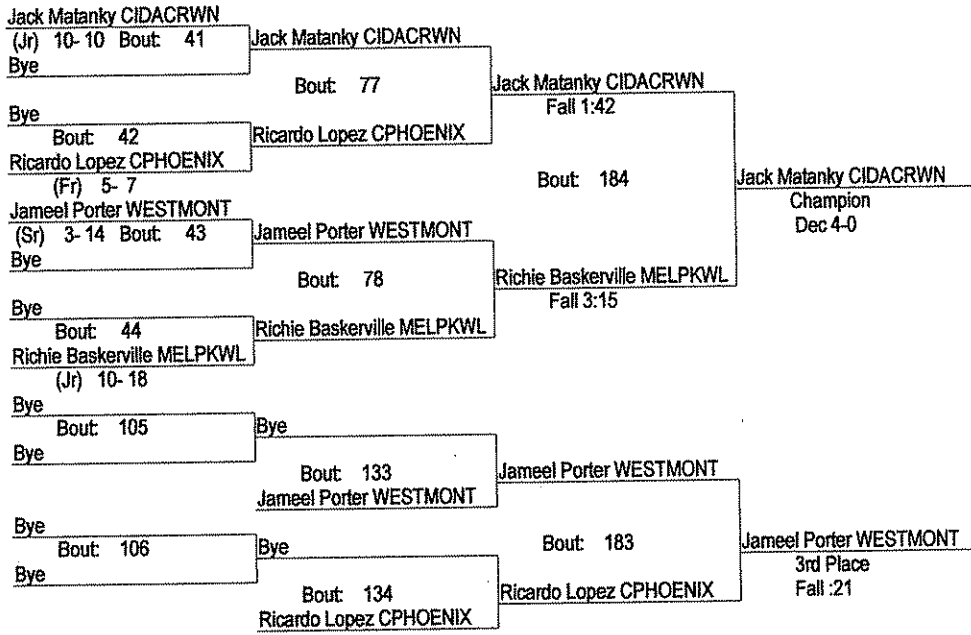 Jack Matanky CIDACRWN
(Jr) 10- 10 Bout: 41
Bye
Jack Matanky CIDACRWN
Bout: 77
Bye
Bout: 42
Ricardo Lopez CPHOENIX
(Fr) 5- 7
Ricardo Lopez CPHOENIX
Jack Matanky CIDACRWN
Fall 1:42
Jameel Porter WESTMONT
(Sr) 3- 14 Bout: 43
Bye
Jameel Porter WESTMONT
Bout: 78
Bye
Bout: 44
Richie Baskerville MELPKWL
(Jr) 10- 18
Richie Baskerville MELPKWL
Richie Baskerville MELPKWL
Fall 3:15
Bout: 184
Jack Matanky CIDACRWN
Champion
Dec 4-0
Bye
Bout: 105
Bye
Bye
Bout: 133
Jameel Porter WESTMONT
Jameel Porter WESTMONT
Bye
Bout: 106
Bye
Bye
Bout: 134
Ricardo Lopez CPHOENIX
Ricardo Lopez CPHOENIX
Bout: 183
Jameel Porter WESTMONT
3rd Place
Fall :21